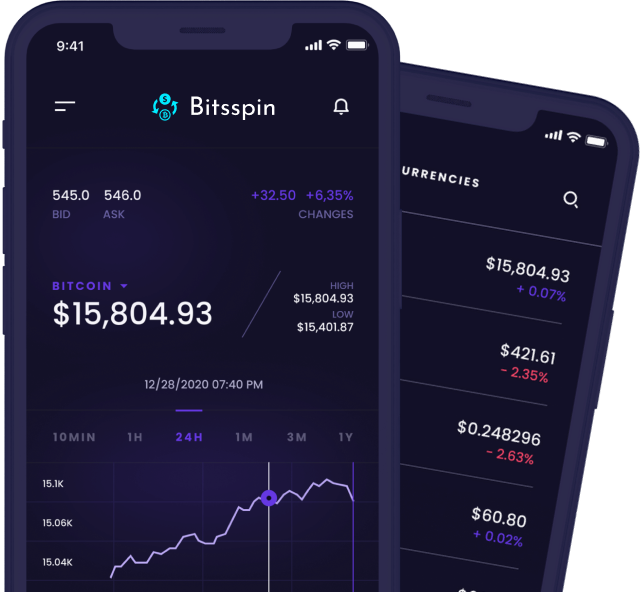 9:41
Bitsspin
545.0 546.0 +32.50 +6,35%
BID ASK CHANGES
BITCOIN
$15,804.93
HIGH
$15,804.93
LOW
$15,401.87
12/28/2020 07:40 PM
10MIN 1H 24H 1M 3M 1Y
15.1K
15.06K
15.04K
URRENCIES
$15,804.93
+ 0.07%
$421.61
- 2.35%
$0.248296
- 2.63%
$60.80
+ 0.02%